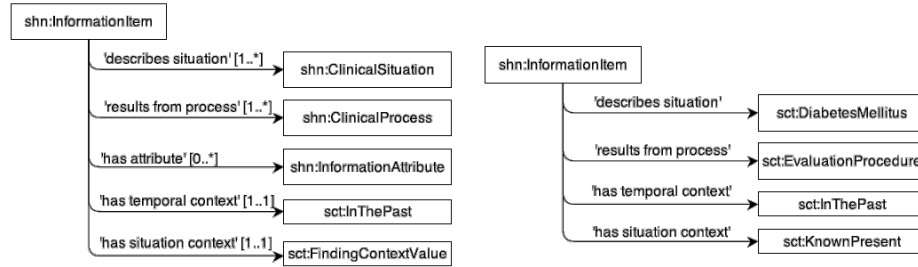 shn:InformationItem
'describes situation' [1..*]
shn:ClinicalSituation
'results from process' [1..*]
shn:ClinicalProcess
'has attribute' [0..*]
shn:InformationAttribute
'has temporal context' [1..1]
sct:InThePast
'has situation context' [1..1]
sct:FindingContextValue
shn:InformationItem
'describes situation'
sct:DiabetesMellitus
'results from process'
sct:EvaluationProcedure
'has temporal context'
sct:InThePast
'has situation context'
sct:KnownPresent